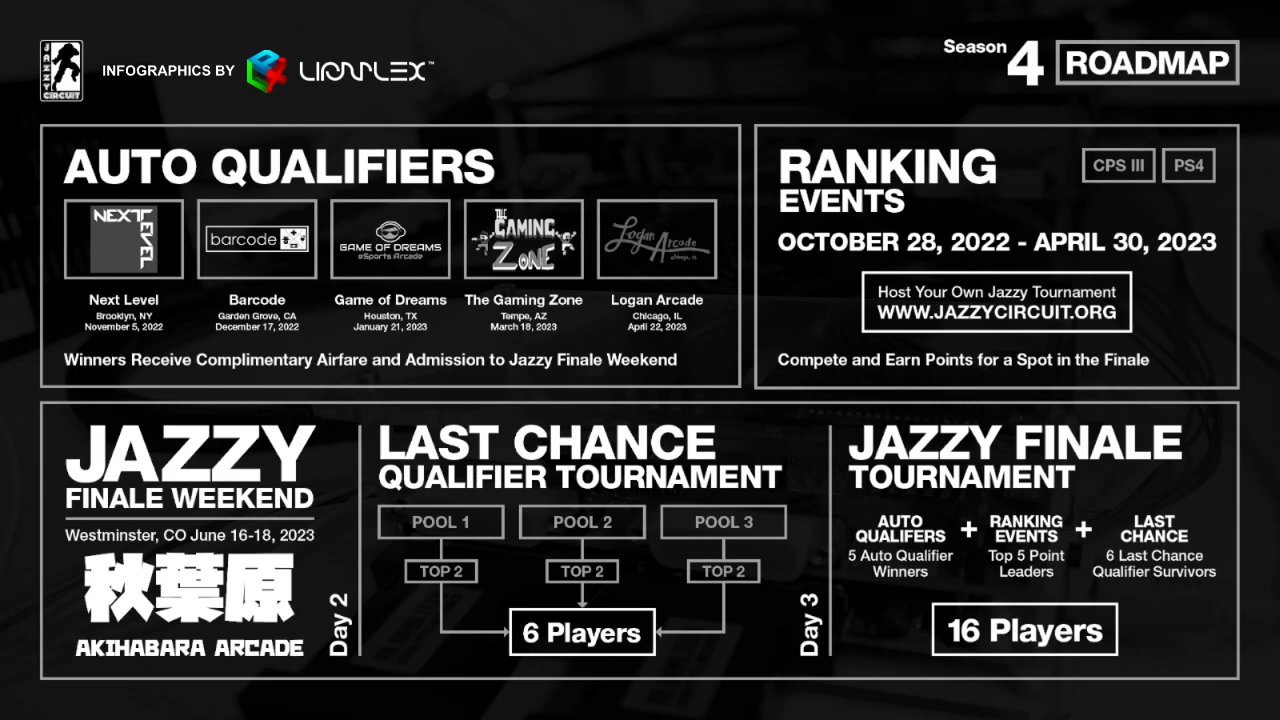 JAZZY
CIRCUIT
INFOGRAPHICS BY
LIONNLEX™
Season 4 ROADMAP
AUTO QUALIFIERS
NEXT LEVEL
barcode
GAME OF DREAMS
eSports Arcade
THE GAMING ZONE
Logan Arcade
chicago, IL
Next Level
Brooklyn, NY
November 5, 2022
Barcode
Garden Grove, CA
December 17, 2022
Game of Dreams
Houston, TX
January 21, 2023
The Gaming Zone
Tempe, AZ
March 18, 2023
Logan Arcade
Chicago, IL
April 22, 2023
Winners Receive Complimentary Airfare and Admission to Jazzy Finale Weekend
RANKING
EVENTS
CPS III
PS4
OCTOBER 28, 2022 - APRIL 30, 2023
Host Your Own Jazzy Tournament
WWW.JAZZYCIRCUIT.ORG
Compete and Earn Points for a Spot in the Finale
JAZZY
FINALE WEEKEND
Westminster, CO June 16-18, 2023
秋葉原
AKIHABARA ARCADE
Day 2
LAST CHANCE
QUALIFIER TOURNAMENT
POOL 1
POOL 2
POOL 3
TOP 2
TOP 2
TOP 2
6 Players
Day 3
JAZZY FINALE
TOURNAMENT
AUTO
QUALIFERS
5 Auto Qualifier
Winners
+
RANKING
EVENTS
Top 5 Point
Leaders
+
LAST
CHANCE
6 Last Chance
Qualifier Survivors
16 Players